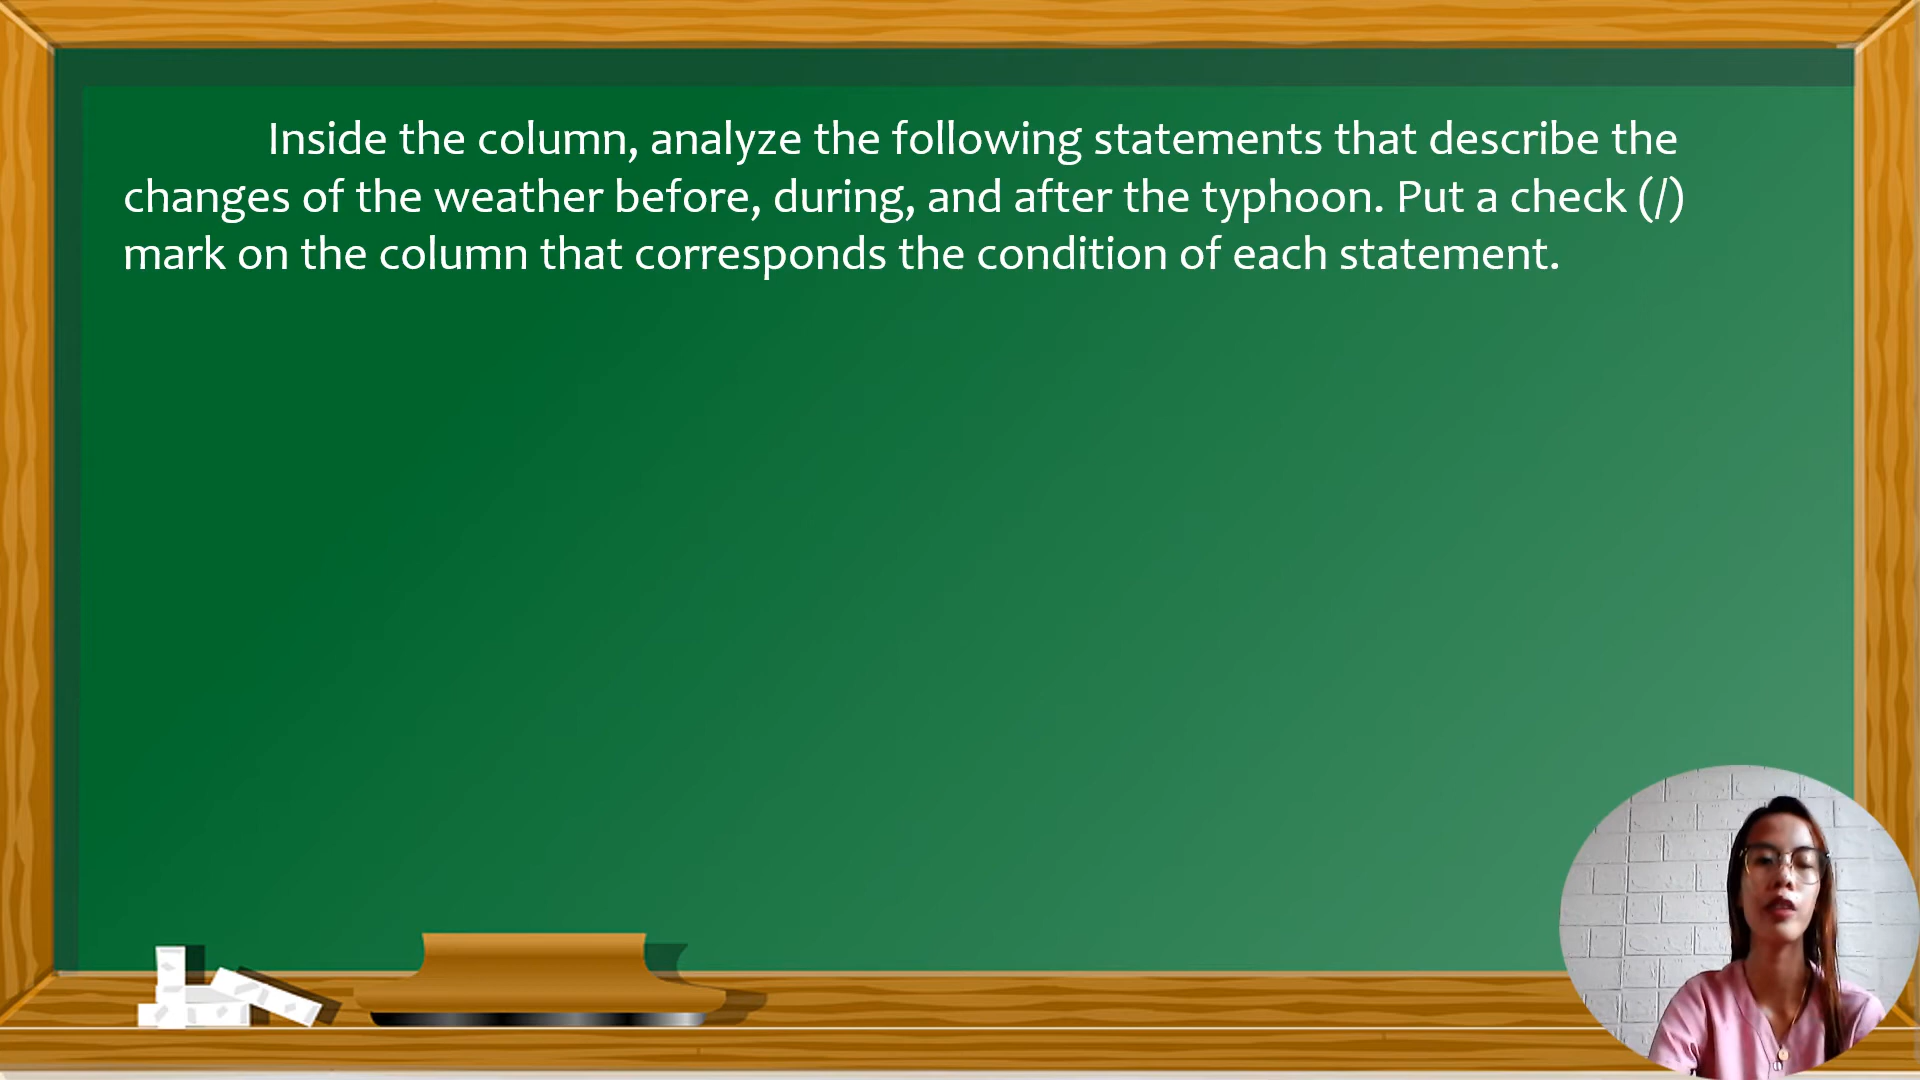 Inside the column, analyze the following statements that describe the
changes of the weather before, during, and after the typhoon. Put a check (/)
mark on the column that corresponds the condition of each statement.